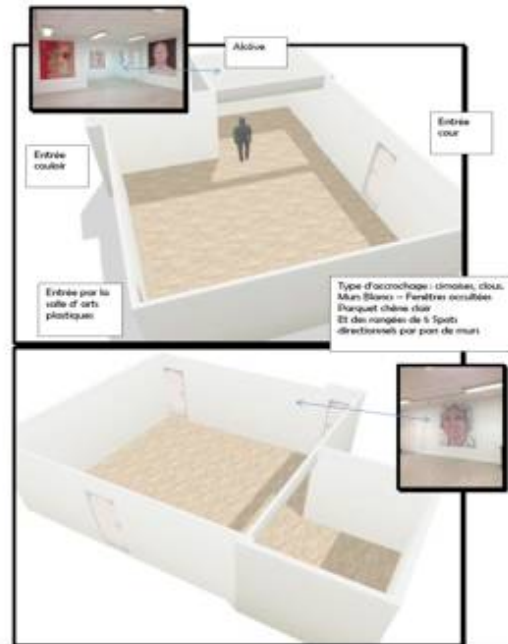 Alcôve
Entrée
cour
Entrée
couloir
Entrée par la
salle d'arts
plastiques
Type d'accrochage : cimaises, clous.
Murs Blancs – Fenêtres occultées
Parquet chêne clair
Et des rangées de 5 Spots
directionnels par pan de murs